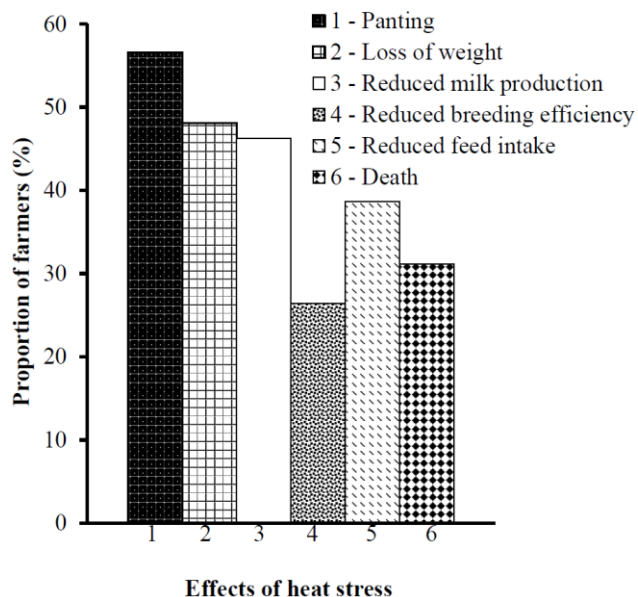 60
50
40
30
20
10
0
Proportion of farmers (%)
1 - Panting
2 - Loss of weight
3 - Reduced milk production
4 - Reduced breeding efficiency
5 - Reduced feed intake
6 - Death
1 2 3 4 5 6
Effects of heat stress